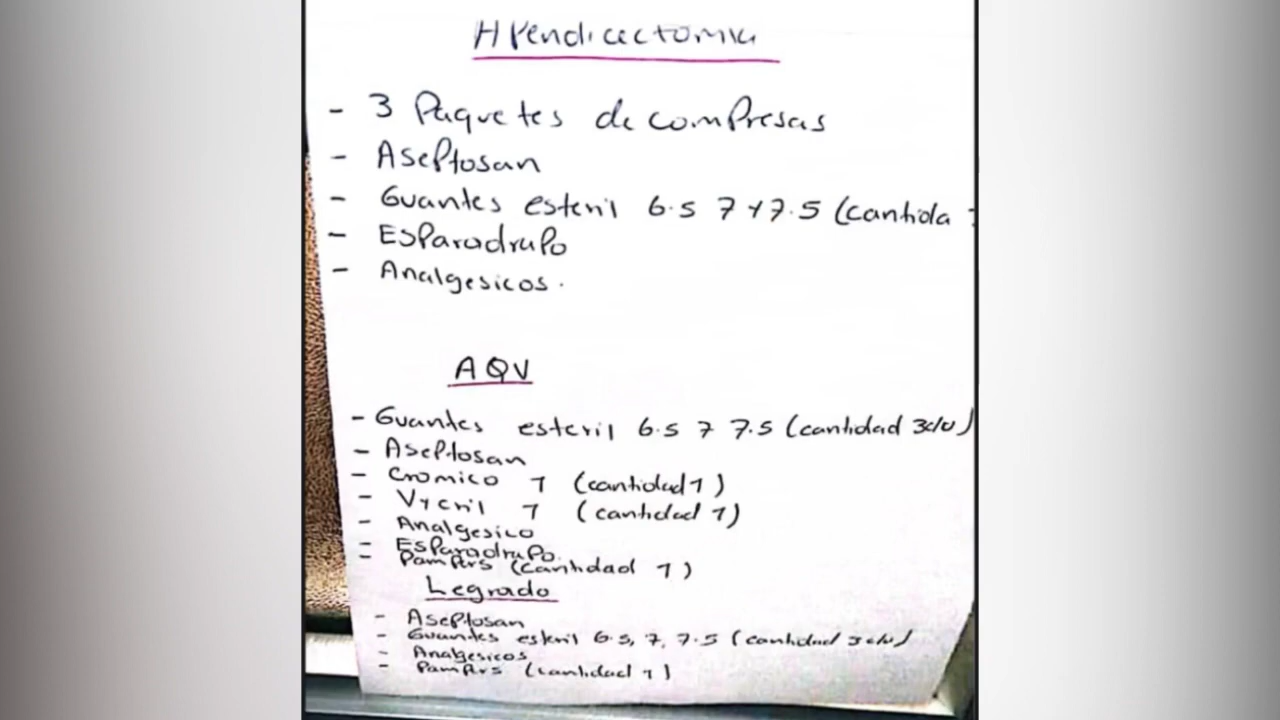 Apendicectomia
- 3 Paquetes de compresas
- Aseptosan
- Guantes esteril 6.5 7 y 7.5 (cantida
- Esparadrapo
- Analgesicos.
AQV
- Guantes esteril 6.5 7 7.5 (cantidad 3c/u)
- Aseptosan
- Cromico 1 (cantidad 1)
- Vycril 1 (cantidad 1)
- Analgesico
- Esparadrapo.
- Pampers (cantidad 1)
Legrado
- Aseptosan
- Guantes esteril 6.5, 7, 7.5 (cantidad 3c/u)
- Analgesicos
- Pampers (cantidad 1)